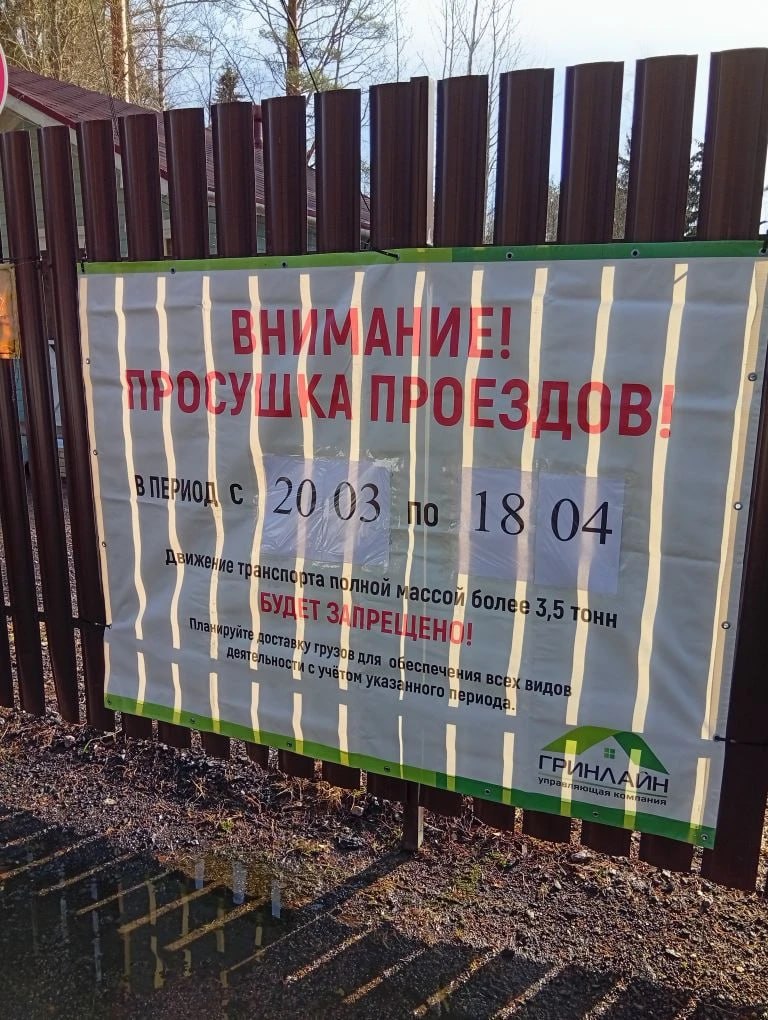 ВНИМАНИЕ!
ПРОСУШКА ПРОЕЗДОВ!
В ПЕРИОД С 20 03 ПО 18 04
Движение транспорта полной массой более 3,5 тонн
БУДЕТ ЗАПРЕЩЕНО!
Планируйте доставку грузов для обеспечения всех видов
деятельности с учётом указанного периода.
ГРИНЛАЙН
управляющая компания